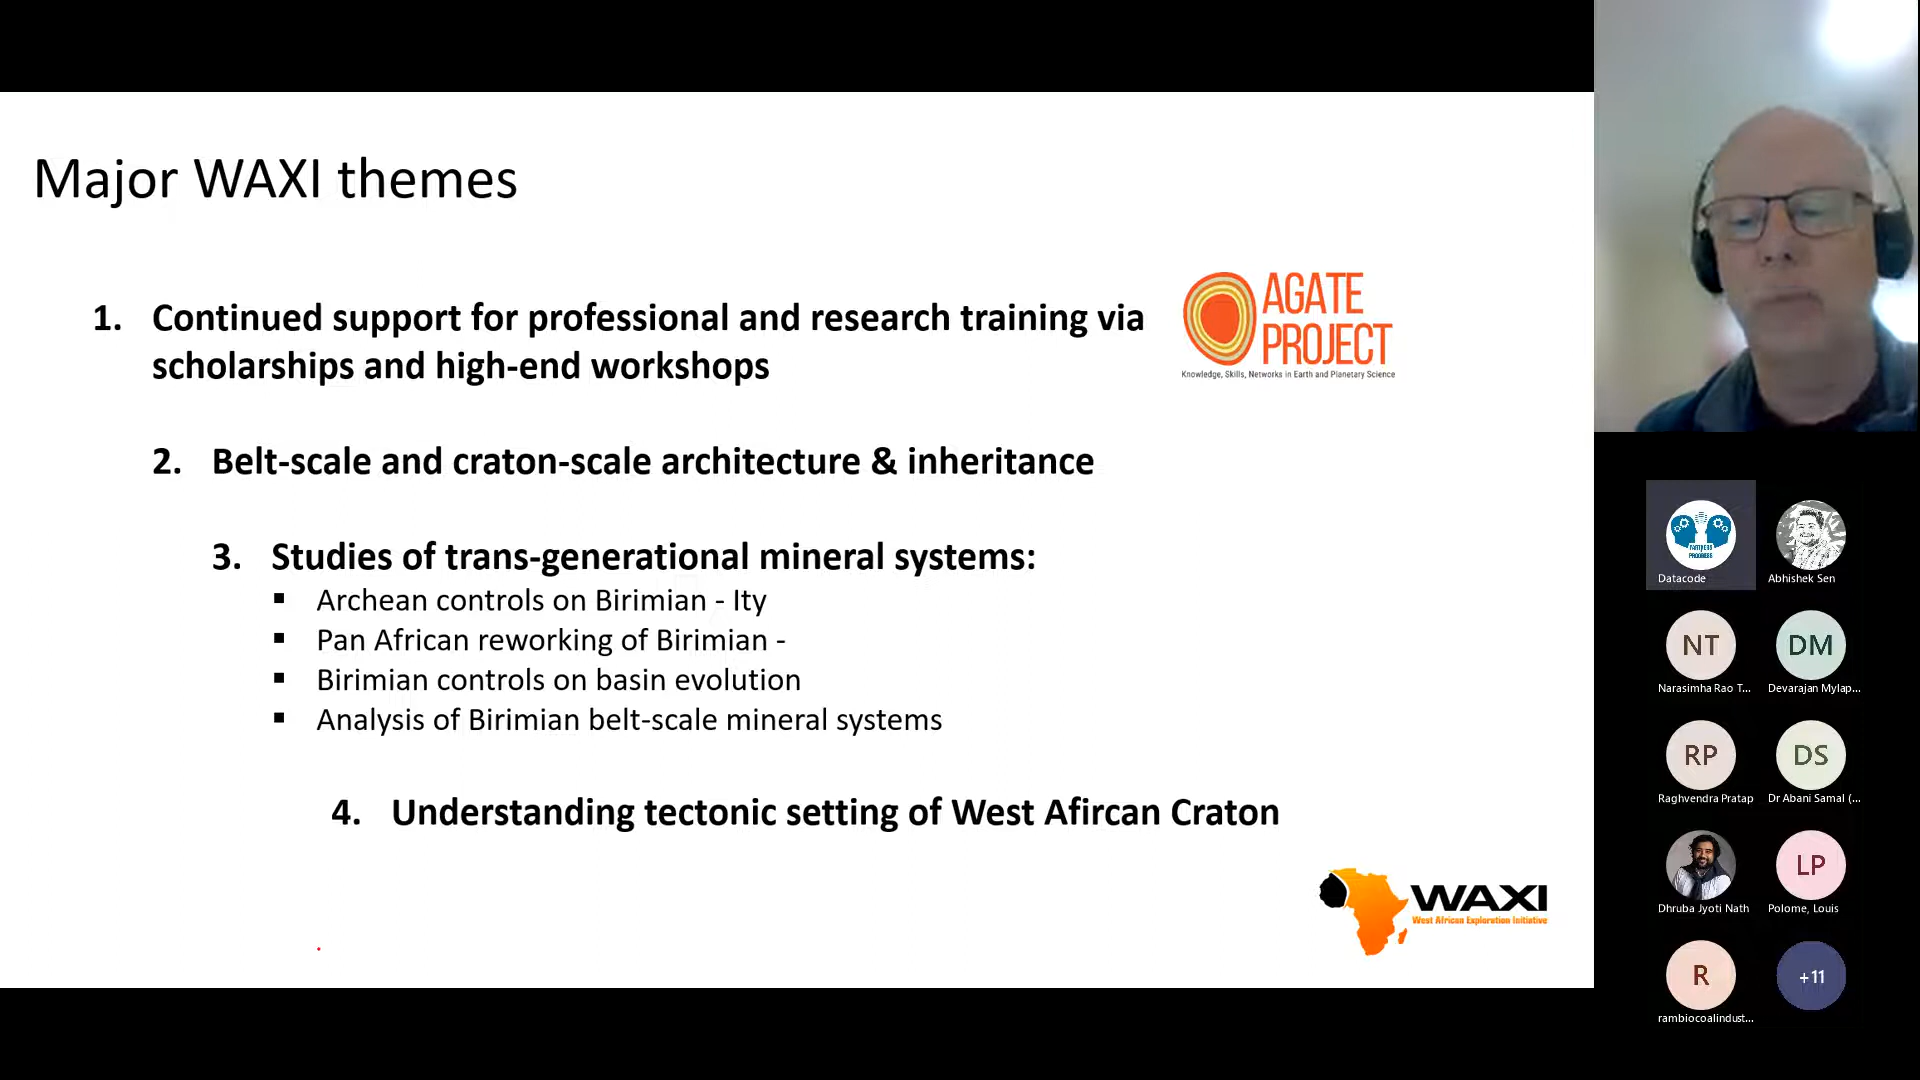 Major WAXI themes
1. Continued support for professional and research training via
scholarships and high-end workshops
AGATE
PROJECT
Knowledge, Skills, Networks in Earth and Planetary Science
2. Belt-scale and craton-scale architecture & inheritance
3. Studies of trans-generational mineral systems:
▪ Archean controls on Birimian - Ity
▪ Pan African reworking of Birimian -
▪ Birimian controls on basin evolution
▪ Analysis of Birimian belt-scale mineral systems
4. Understanding tectonic setting of West Afircan Craton
WAXI
West African Exploration Initiative
PARTNERS
PROGRESS
Datacode
Abhishek Sen
NT
Narasimha Rao T...
DM
Devarajan Mylap...
RP
Raghvendra Pratap
DS
Dr Abani Samal (...
Dhruba Jyoti Nath
LP
Polome, Louis
R
rambiocoalindust...
+11